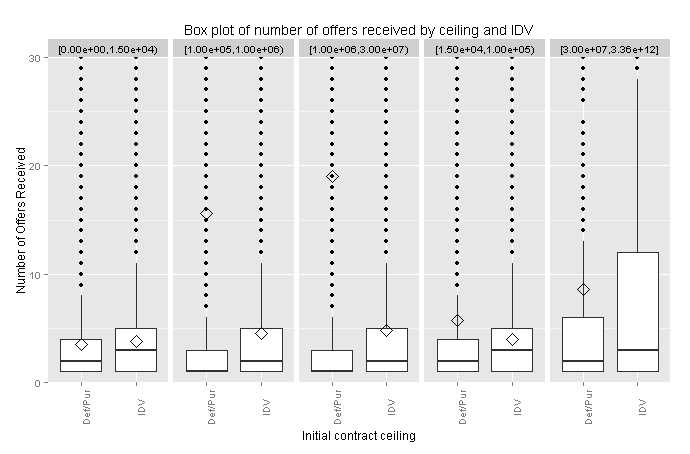 Box plot of number of offers received by ceiling and IDV
[0.00e+00,1.50e+04) [1.00e+05,1.00e+06) [1.00e+06,3.00e+07) [1.50e+04,1.00e+05) [3.00e+07,3.36e+12]
30
20
10
0
Number of Offers Received
Def/Pur IDV Def/Pur IDV Def/Pur IDV Def/Pur IDV Def/Pur IDV
Initial contract ceiling